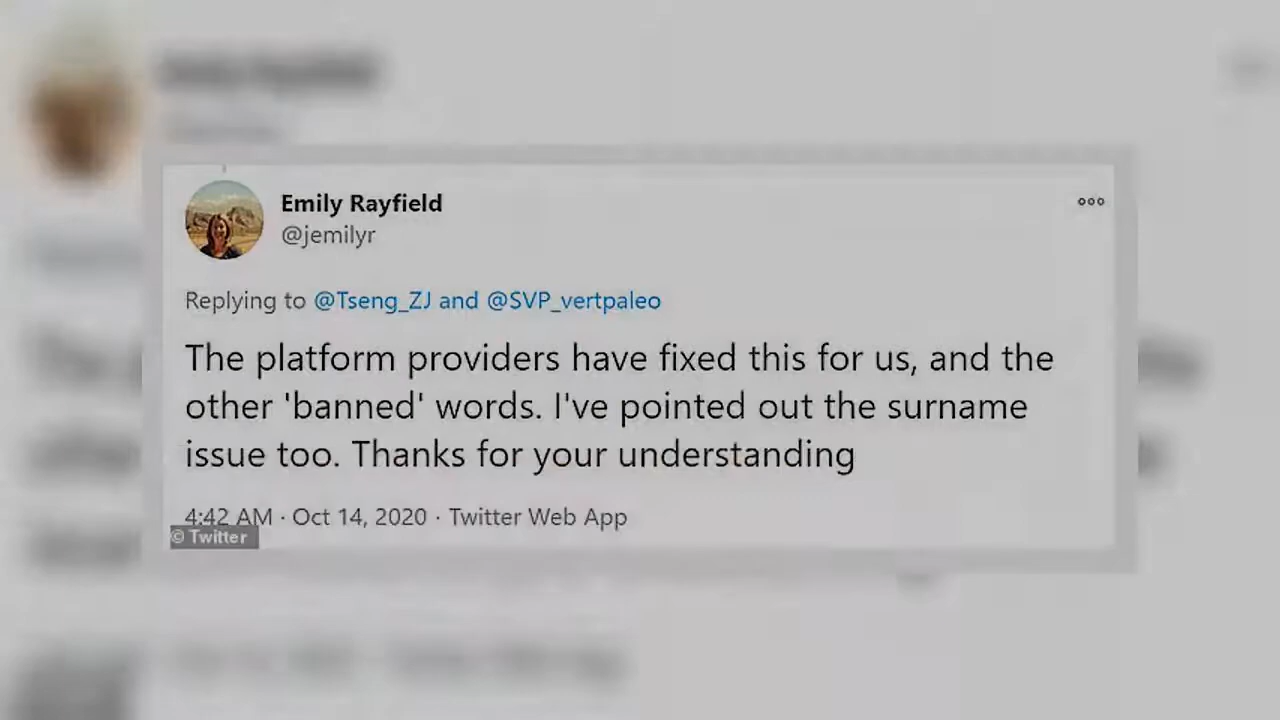 Emily Rayfield
@jemilyr
Replying to @Tseng_ZJ and @SVP_vertpaleo
The platform providers have fixed this for us, and the
other 'banned' words. I've pointed out the surname
issue too. Thanks for your understanding
4:42 AM · Oct 14, 2020 · Twitter Web App
© Twitter